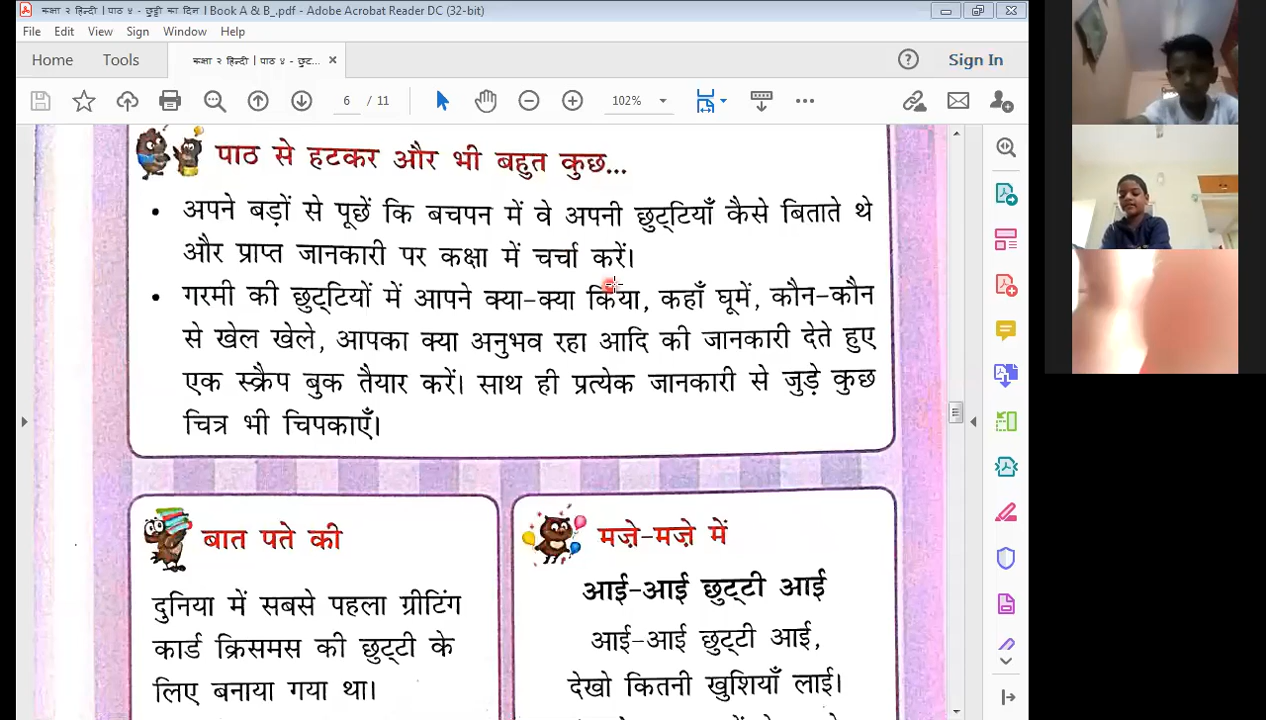 कक्षा २ हिन्दी | पाठ ४ - छुट्टी का दिन | Book A & B_.pdf - Adobe Acrobat Reader DC (32-bit)
File Edit View Sign Window Help
Home Tools कक्षा २ हिन्दी | पाठ ४ - छुट... Sign In
6 / 11 102%
पाठ से हटकर और भी बहुत कुछ...
• अपने बड़ों से पूछें कि बचपन में वे अपनी छुट्टियाँ कैसे बिताते थे
और प्राप्त जानकारी पर कक्षा में चर्चा करें।
• गरमी की छुट्टियों में आपने क्या-क्या किया, कहाँ घूमें, कौन-कौन
से खेल खेले, आपका क्या अनुभव रहा आदि की जानकारी देते हुए
एक स्क्रैप बुक तैयार करें। साथ ही प्रत्येक जानकारी से जुड़े कुछ
चित्र भी चिपकाएँ।
बात पते की
दुनिया में सबसे पहला ग्रीटिंग
कार्ड क्रिसमस की छुट्टी के
लिए बनाया गया था।
मज़े-मज़े में
आई-आई छुट्टी आई
आई-आई छुट्टी आई,
देखो कितनी खुशियाँ लाई।